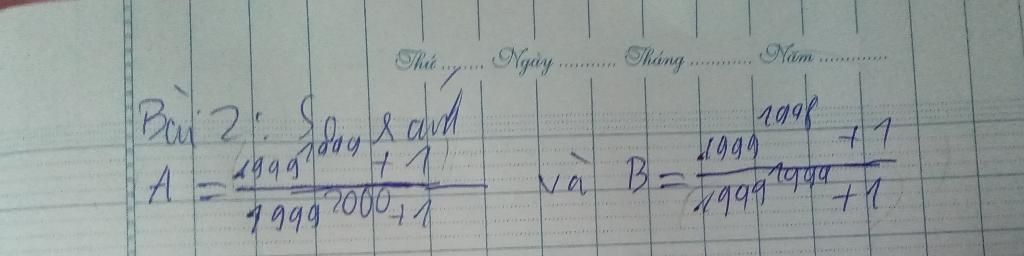 Thứ ........ Ngày ............ Tháng ............. Năm ..............
Bài 2: So sánh
A = (1999^1999 + 1)/(1999^2000 + 1) và B = (1999^1998 + 1)/(1999^1999 + 1)